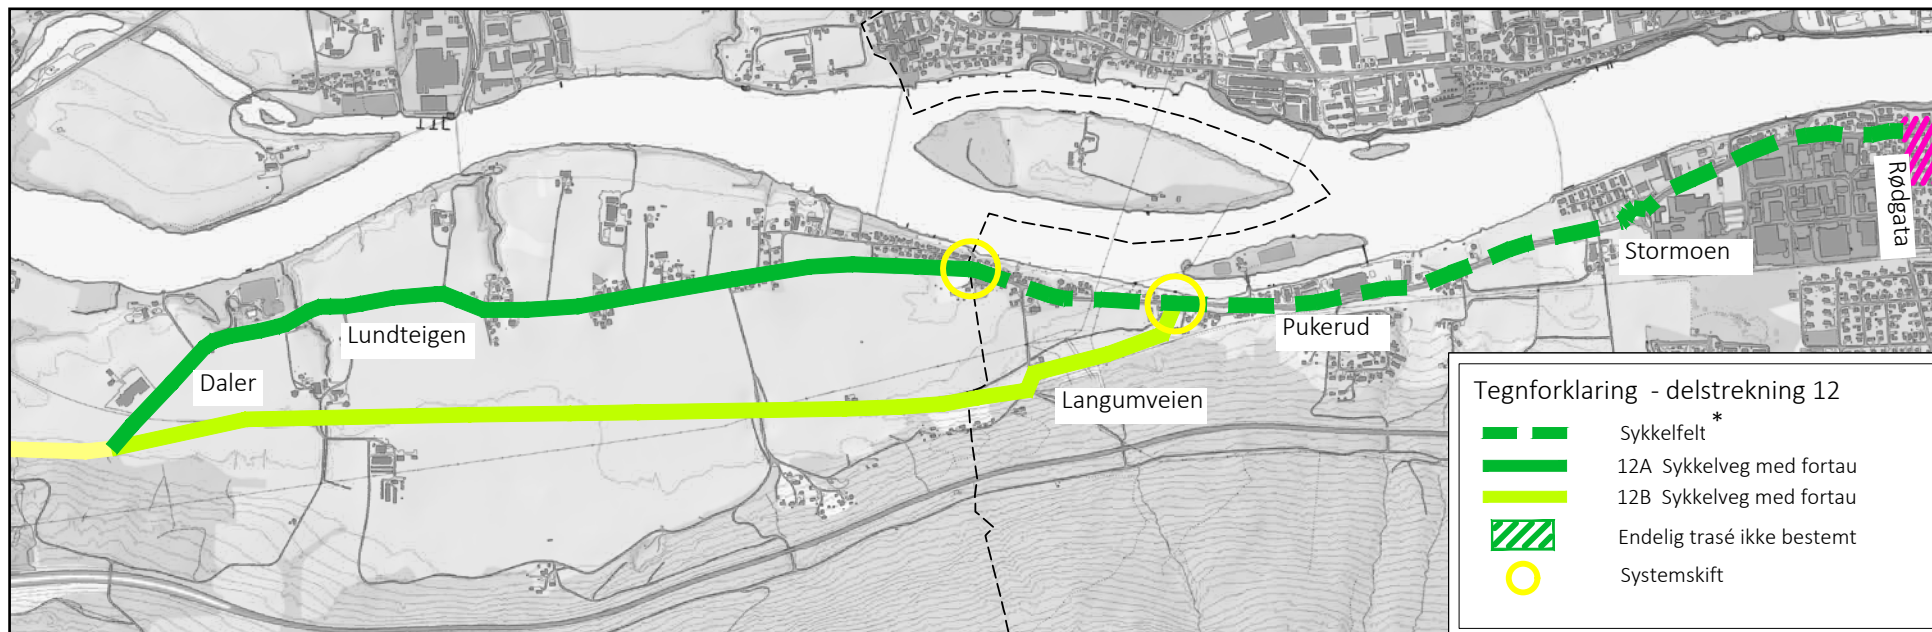 Rødgata
Stormoen
Pukerud
Lundteigen
Daler
Langumveien
Tegnforklaring - delstrekning 12
Sykkelfelt *
12A Sykkelveg med fortau
12B Sykkelveg med fortau
Endelig trasé ikke bestemt
Systemskift